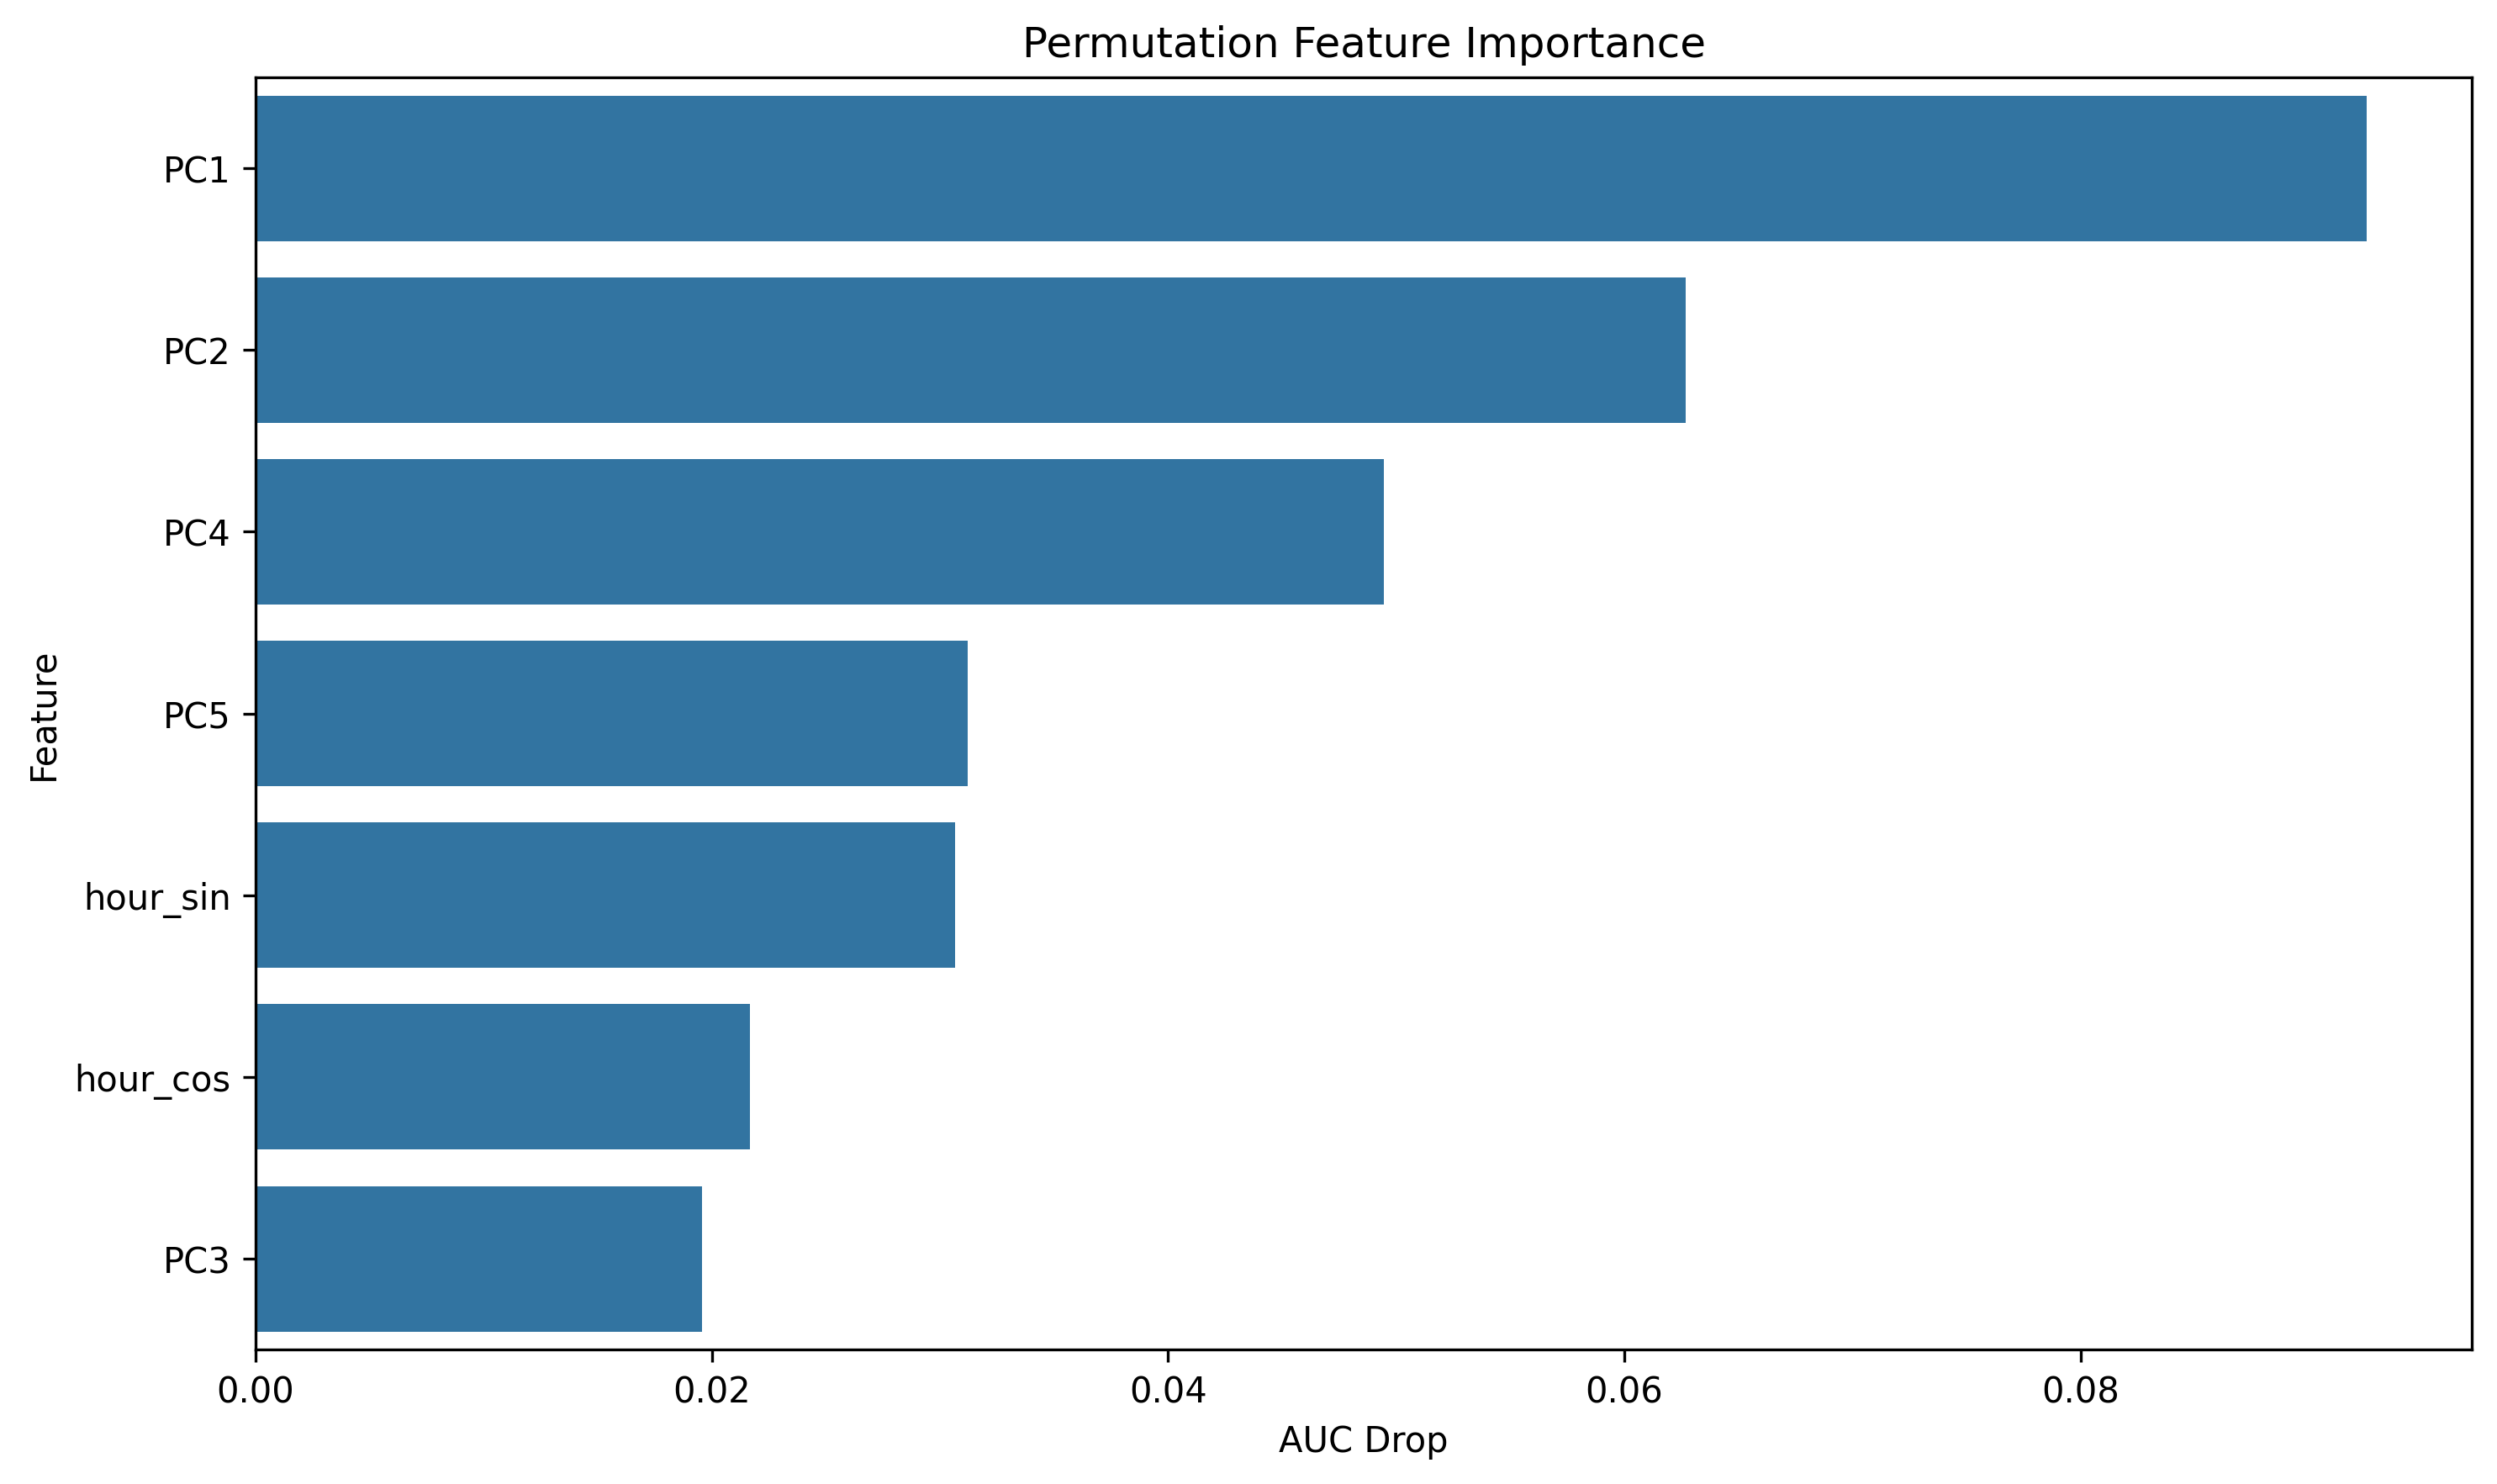 Permutation Feature Importance
PC1
PC2
PC4
PC5
hour_sin
hour_cos
PC3
Feature
0.00 0.02 0.04 0.06 0.08
AUC Drop